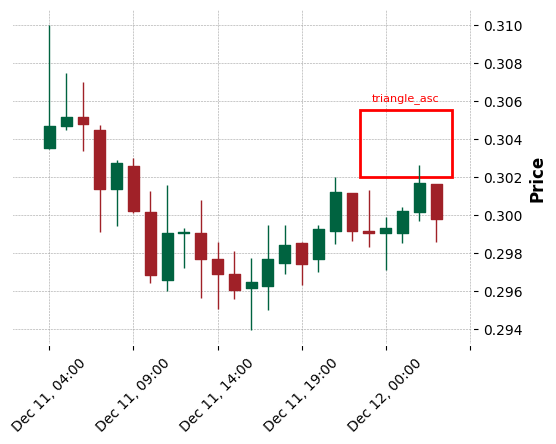 triangle_asc
0.310
0.308
0.306
0.304
0.302
0.300
0.298
0.296
0.294
Price
Dec 11, 04:00
Dec 11, 09:00
Dec 11, 14:00
Dec 11, 19:00
Dec 12, 00:00